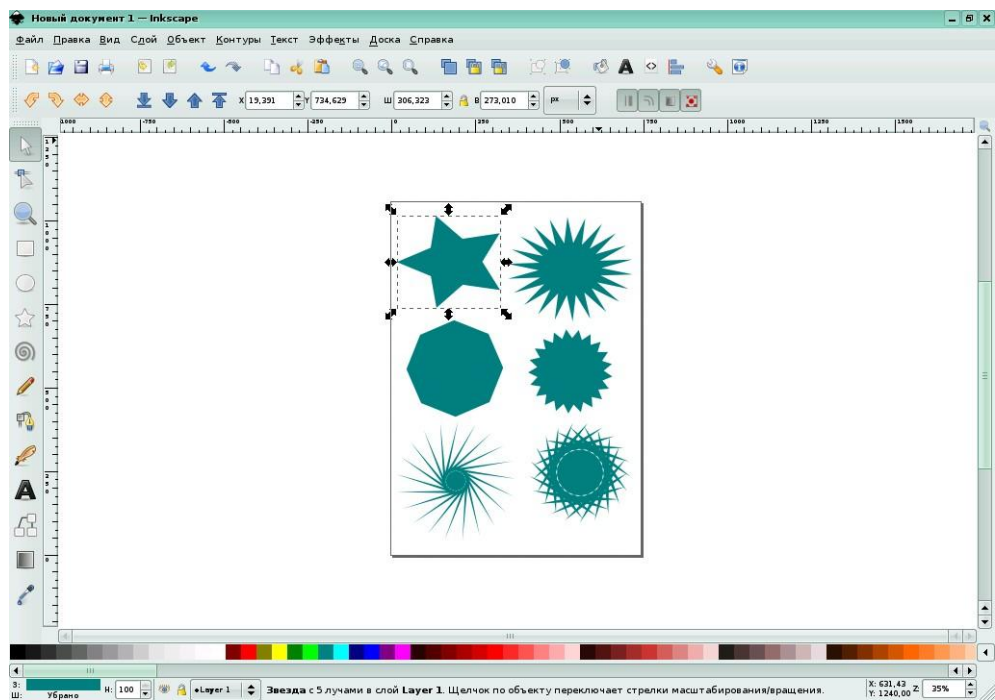 Новый документ 1 — Inkscape
Файл Правка Вид Слой Объект Контуры Текст Эффекты Доска Справка
X 19,391 Y 734,629 Ш 306,323 В 273,010 px
1000 -750 -250 0 250 500 750 1000 1250 1500
З: Н: 100 •Layer 1 Звезда с 5 лучами в слой Layer 1. Щелчок по объекту переключает стрелки масштабирования/вращения. X: 631,43 Z: 35%
Ш: Убрано Y: 1240,00